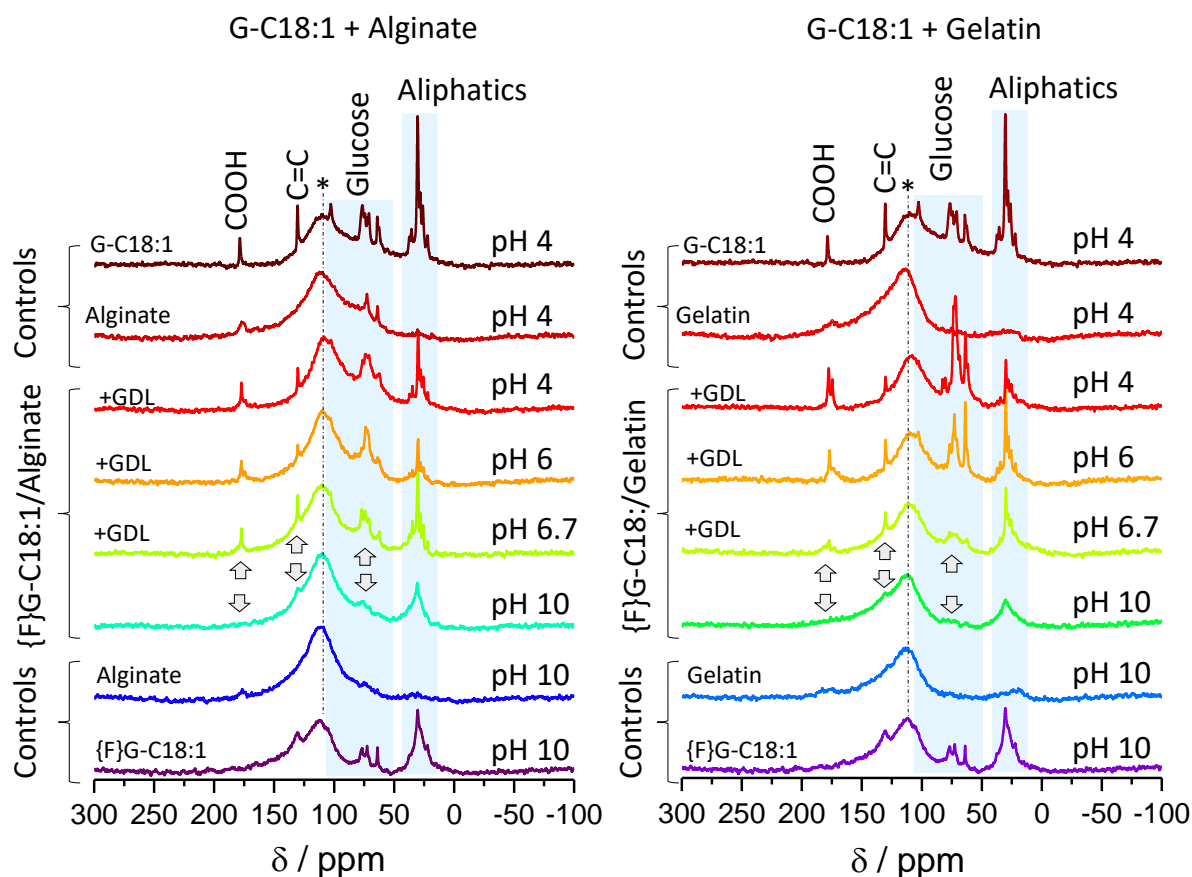 G-C18:1 + Alginate
COOH
C=C
*
Glucose
Aliphatics
Controls
G-C18:1
pH 4
Alginate
pH 4
{F}G-C18:1/Alginate
+GDL
pH 4
+GDL
pH 6
+GDL
pH 6.7
pH 10
Controls
Alginate
pH 10
{F}G-C18:1
pH 10
300 250 200 150 100 50 0 -50 -100
δ / ppm
G-C18:1 + Gelatin
COOH
C=C
*
Glucose
Aliphatics
Controls
G-C18:1
pH 4
Gelatin
pH 4
{F}G-C18:/Gelatin
+GDL
pH 4
+GDL
pH 6
+GDL
pH 6.7
pH 10
Controls
Gelatin
pH 10
{F}G-C18:1
pH 10
300 250 200 150 100 50 0 -50 -100
δ / ppm